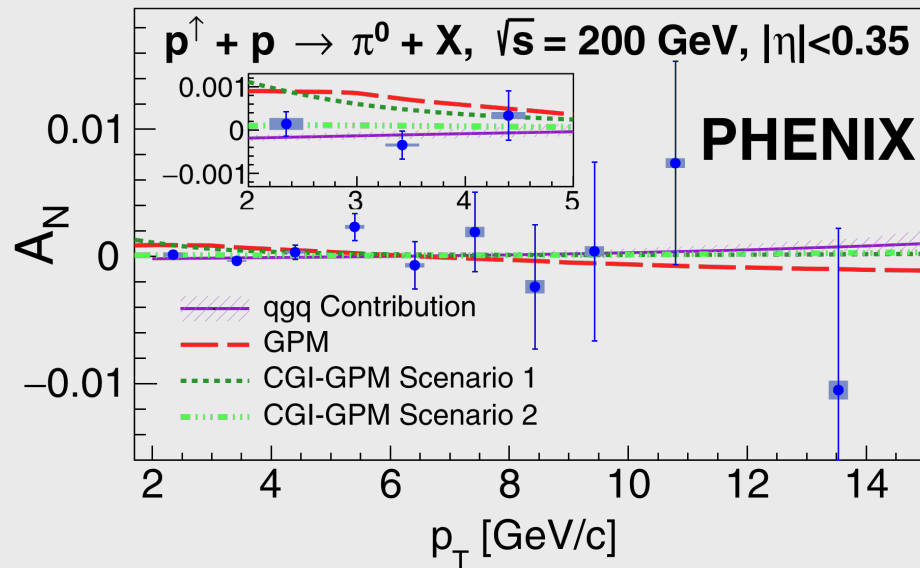 p↑ + p → π⁰ + X, √s = 200 GeV, |η|<0.35
PHENIX
0.001
0
−0.001
2 3 4 5
0.01
0
−0.01
A_N
qgq Contribution
GPM
CGI-GPM Scenario 1
CGI-GPM Scenario 2
2 4 6 8 10 12 14
p_T [GeV/c]